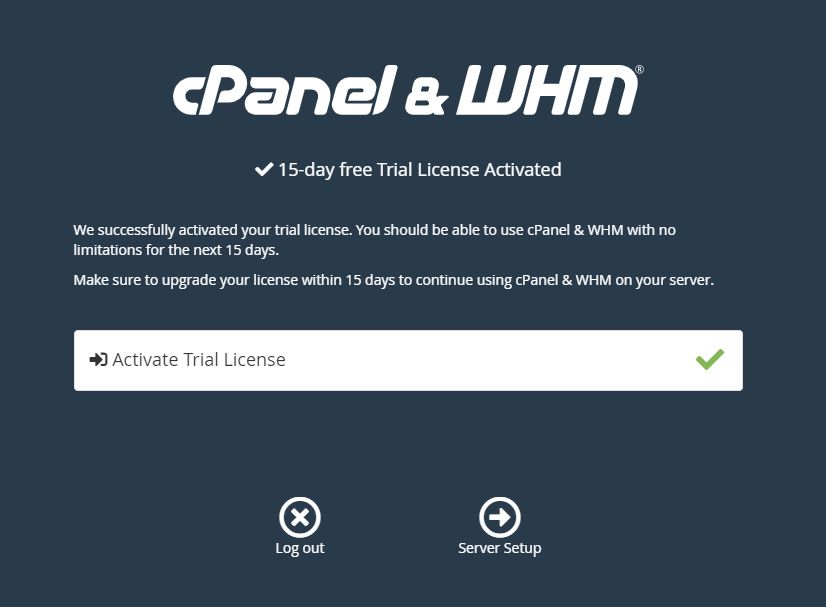 cPanel & WHM®
15-day free Trial License Activated
We successfully activated your trial license. You should be able to use cPanel & WHM with no
limitations for the next 15 days.
Make sure to upgrade your license within 15 days to continue using cPanel & WHM on your server.
Activate Trial License
Log out
Server Setup